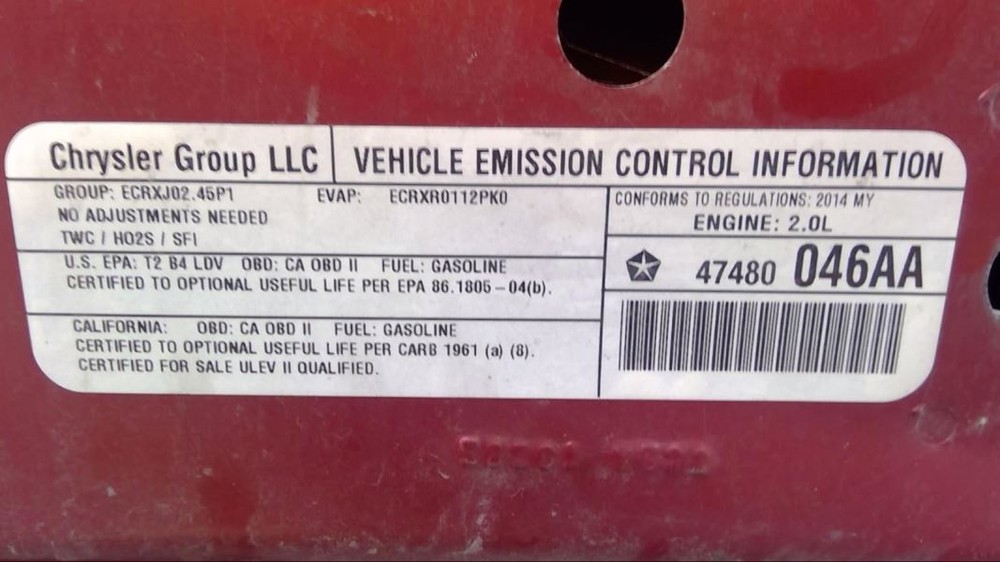 Chrysler Group LLC
VEHICLE EMISSION CONTROL INFORMATION
GROUP: ECRXJ02.45P1 EVAP: ECRXR0112PK0
NO ADJUSTMENTS NEEDED
TWC / HO2S / SFI
U.S. EPA: T2 B4 LDV OBD: CA OBD II FUEL: GASOLINE
CERTIFIED TO OPTIONAL USEFUL LIFE PER EPA 86.1805-04(b).
CALIFORNIA: OBD: CA OBD II FUEL: GASOLINE
CERTIFIED TO OPTIONAL USEFUL LIFE PER CARB 1961 (a) (8).
CERTIFIED FOR SALE ULEV II QUALIFIED.
CONFORMS TO REGULATIONS: 2014 MY
ENGINE: 2.0L
47480 046AA